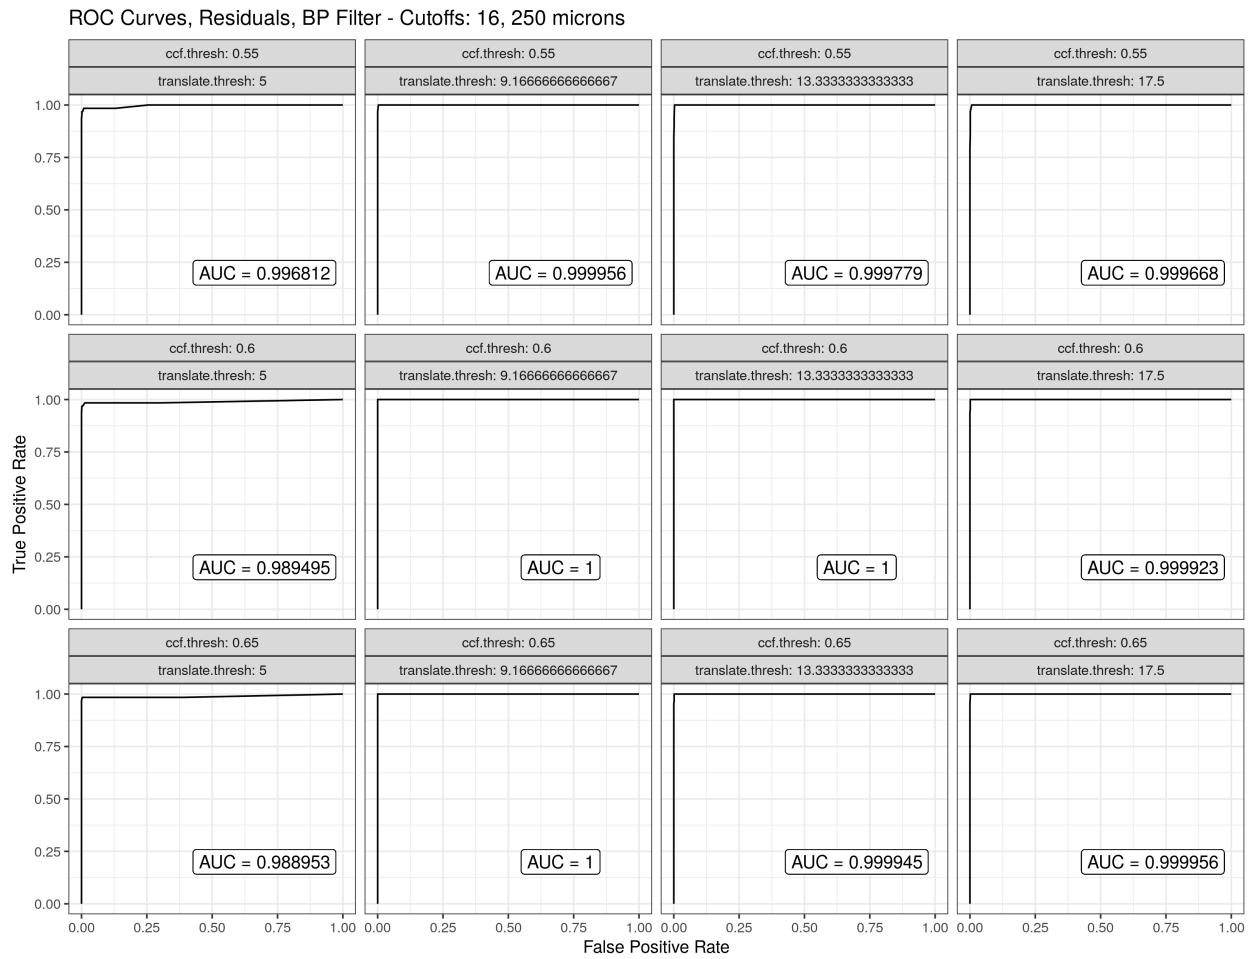 ROC Curves, Residuals, BP Filter - Cutoffs: 16, 250 microns
ccf.thresh: 0.55 ccf.thresh: 0.55 ccf.thresh: 0.55 ccf.thresh: 0.55
translate.thresh: 5 translate.thresh: 9.16666666666667 translate.thresh: 13.3333333333333 translate.thresh: 17.5
1.00
0.75
0.50
0.25
AUC = 0.996812 AUC = 0.999956 AUC = 0.999779 AUC = 0.999668
0.00
ccf.thresh: 0.6 ccf.thresh: 0.6 ccf.thresh: 0.6 ccf.thresh: 0.6
translate.thresh: 5 translate.thresh: 9.16666666666667 translate.thresh: 13.3333333333333 translate.thresh: 17.5
1.00
0.75
True Positive Rate
0.50
0.25
AUC = 0.989495 AUC = 1 AUC = 1 AUC = 0.999923
0.00
ccf.thresh: 0.65 ccf.thresh: 0.65 ccf.thresh: 0.65 ccf.thresh: 0.65
translate.thresh: 5 translate.thresh: 9.16666666666667 translate.thresh: 13.3333333333333 translate.thresh: 17.5
1.00
0.75
0.50
0.25
AUC = 0.988953 AUC = 1 AUC = 0.999945 AUC = 0.999956
0.00
0.00 0.25 0.50 0.75 1.00 0.00 0.25 0.50 0.75 1.00 0.00 0.25 0.50 0.75 1.00 0.00 0.25 0.50 0.75 1.00
False Positive Rate